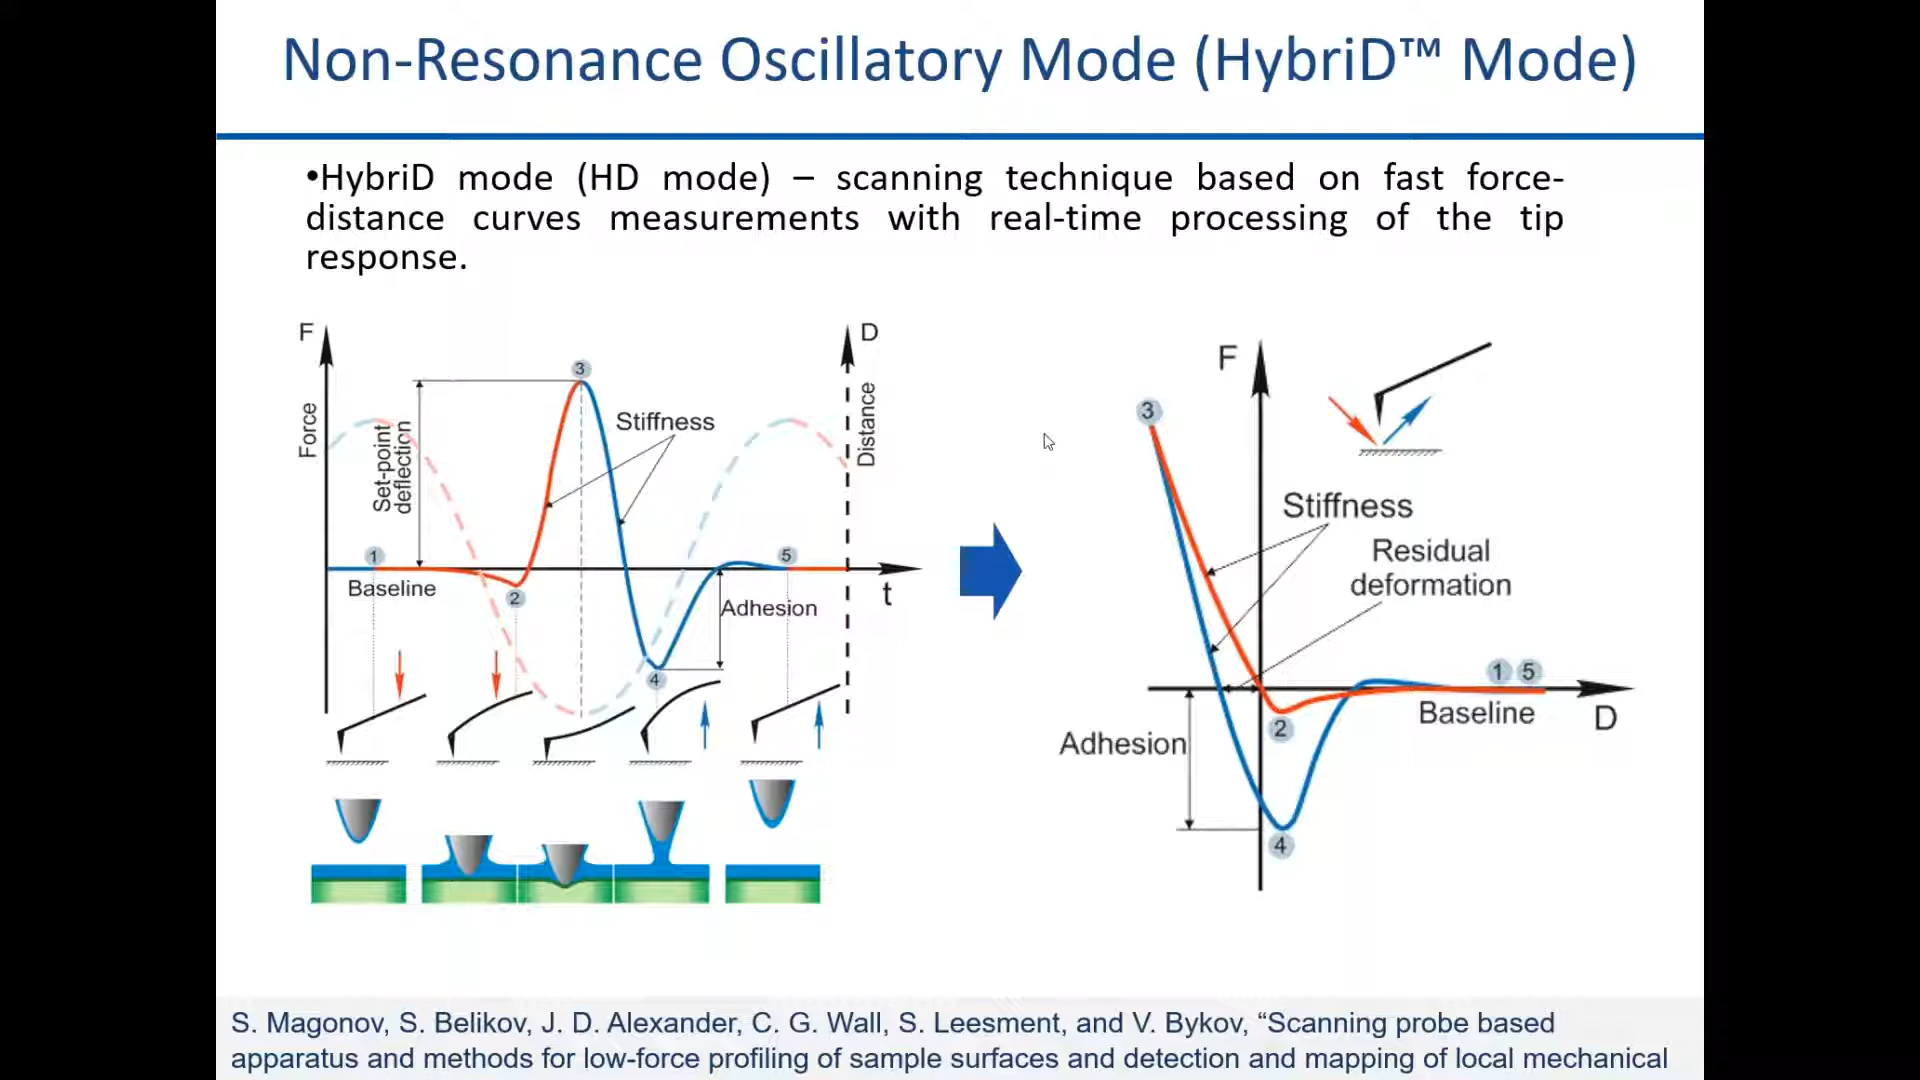 Non-Resonance Oscillatory Mode (HybriD™ Mode)
•HybriD mode (HD mode) – scanning technique based on fast force-
distance curves measurements with real-time processing of the tip
response.
F
D
Force
Set-point
deflection
3
Stiffness
Distance
1
Baseline
2
5
t
Adhesion
4
F
3
Stiffness
Residual
deformation
1 5
Baseline
D
2
Adhesion
4
S. Magonov, S. Belikov, J. D. Alexander, C. G. Wall, S. Leesment, and V. Bykov, “Scanning probe based
apparatus and methods for low-force profiling of sample surfaces and detection and mapping of local mechanical